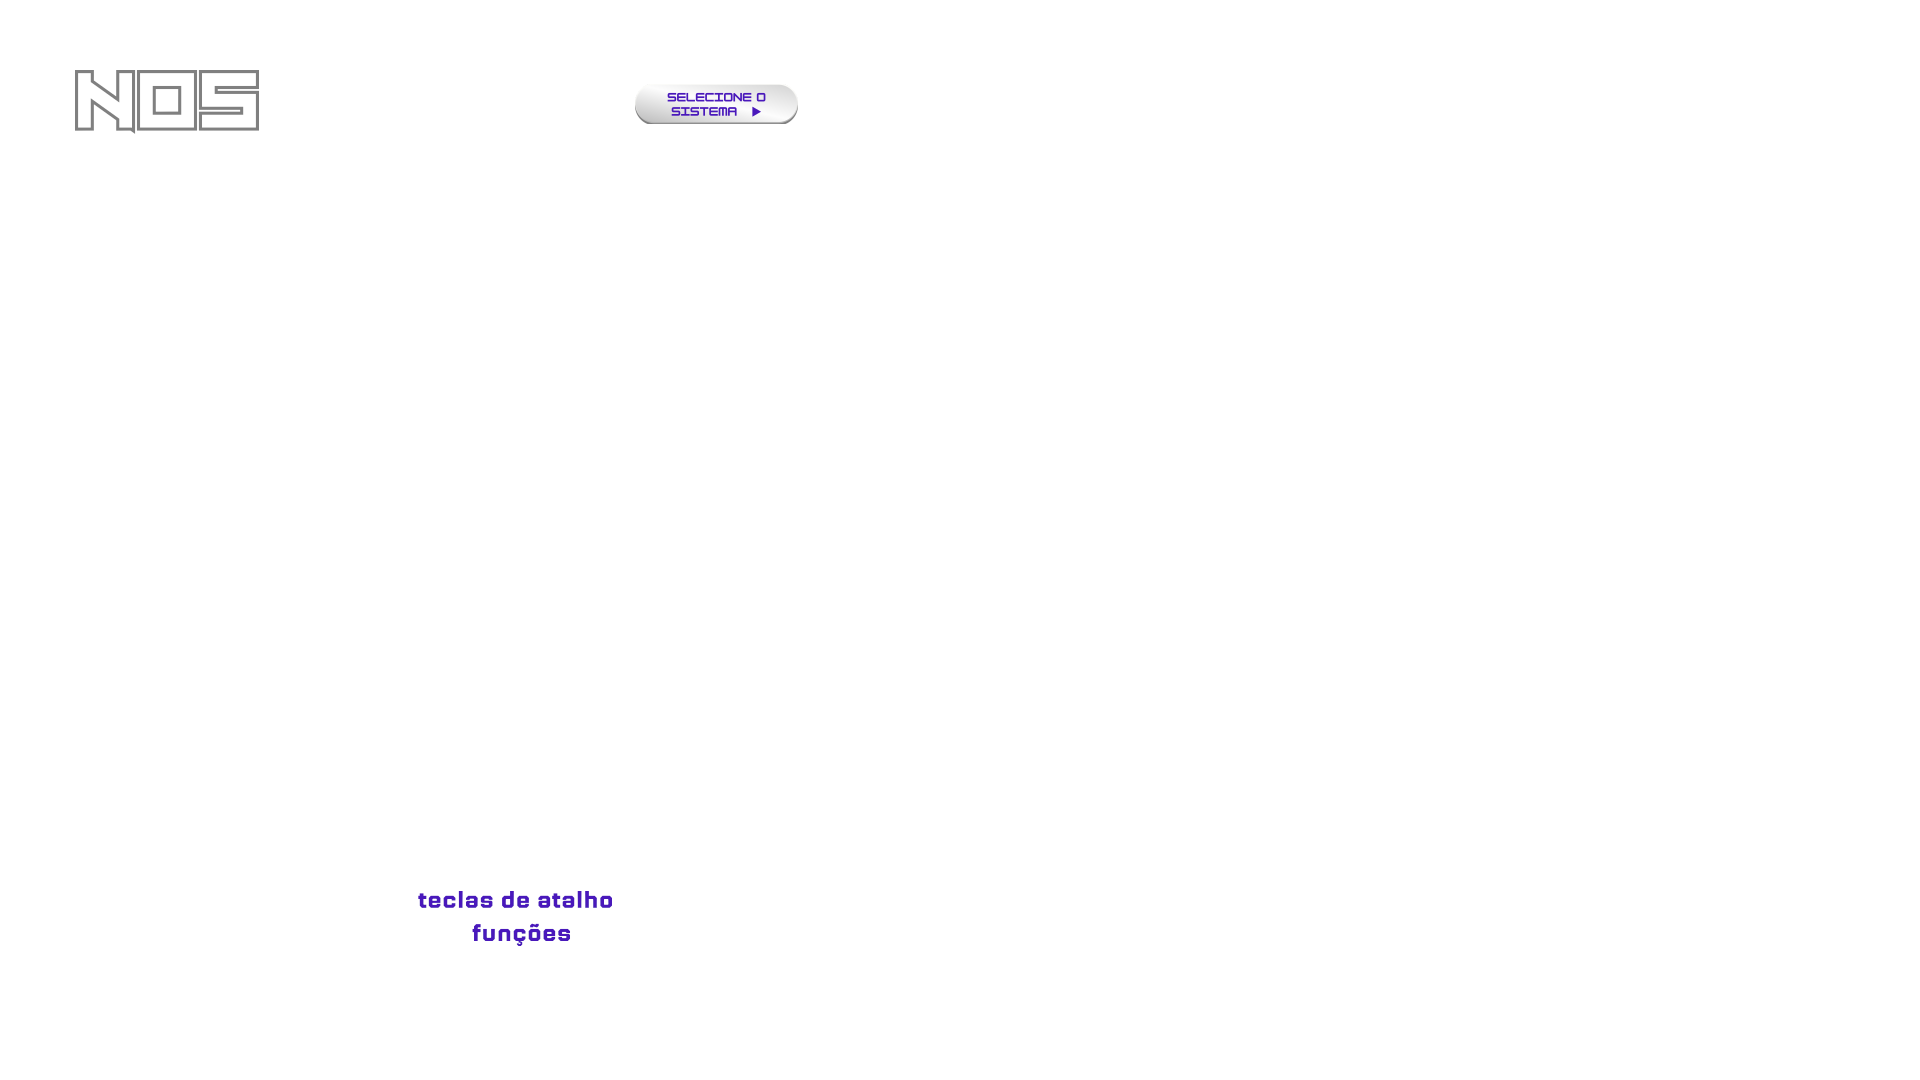 NOS
SELECIONE O
SISTEMA ▶
teclas de atalho
funções